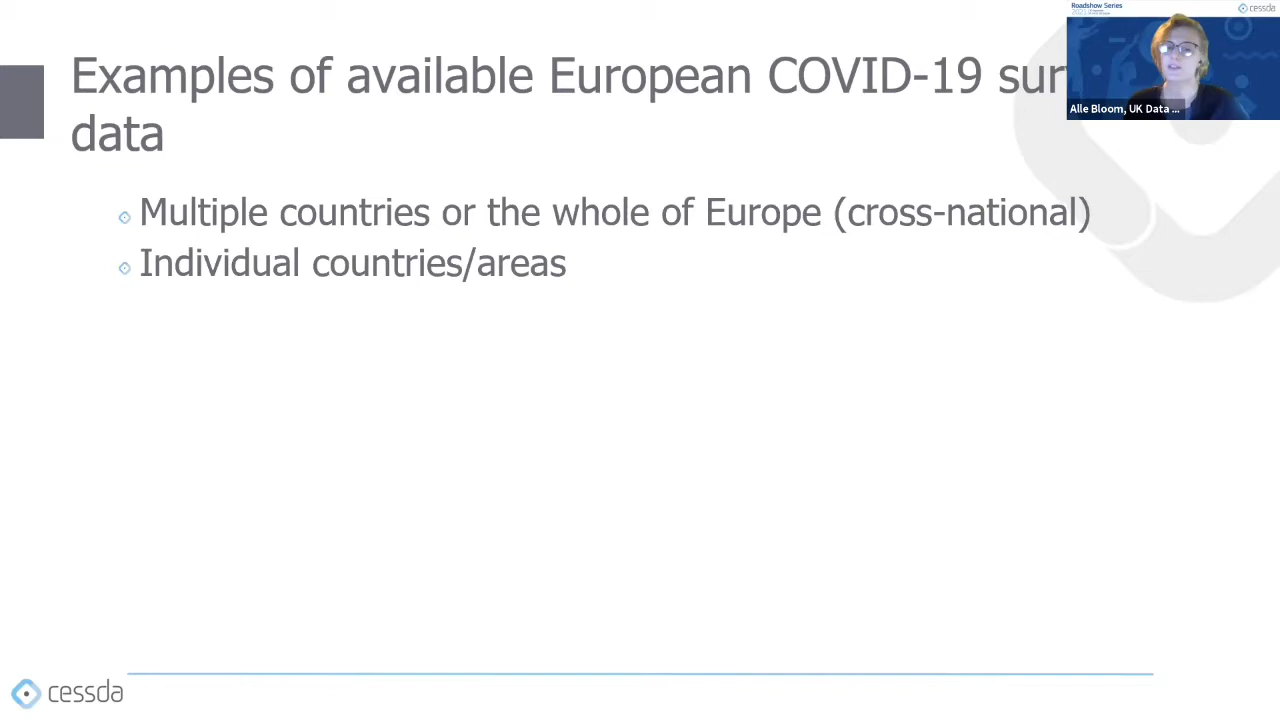 Examples of available European COVID-19
data
Multiple countries or the whole of Europe (cross-national)
Individual countries/areas
Roadshow Series
2021
cessda
Alle Bloom, UK Data ...
cessda